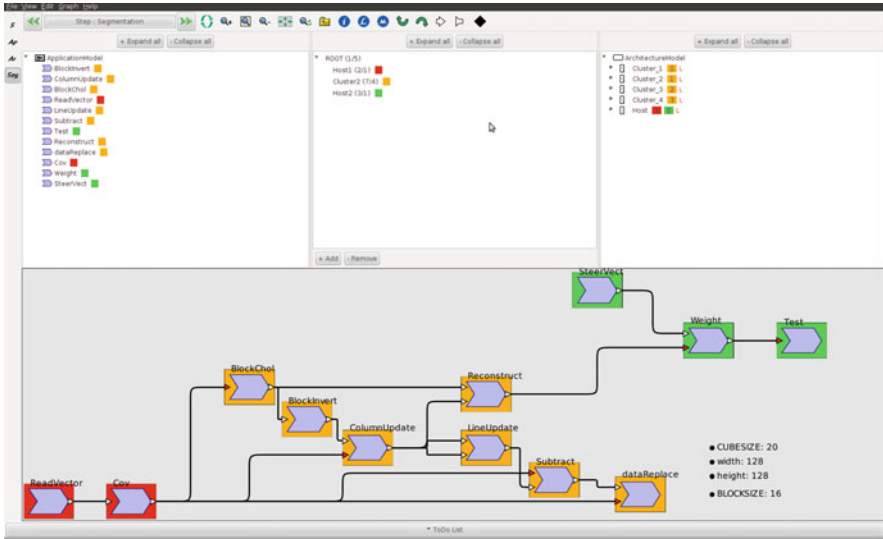 File View Edit Graph Help
Step : Segmentation
S
Ap
Ar
Seg
+ Expand all - Collapse all
ApplicationModel
BlockInvert
ColumnUpdate
BlockChol
ReadVector
LineUpdate
Subtract
Test
Reconstruct
dataReplace
Cov
Weight
SteerVect
+ Expand all - Collapse all
ROOT (1/5)
Host1 (2/1)
Cluster2 (7/4)
Host2 (3/1)
+ Add - Remove
+ Expand all - Collapse all
ArchitectureModel
Cluster_1 L
Cluster_2 L
Cluster_3 L
Cluster_4 L
Host L
SteerVect
Weight
Test
BlockChol
Reconstruct
BlockInvert
ColumnUpdate
LineUpdate
Subtract
dataReplace
ReadVector
Cov
● CUBESIZE: 20
● width: 128
● height: 128
● BLOCKSIZE: 16
ToDo List